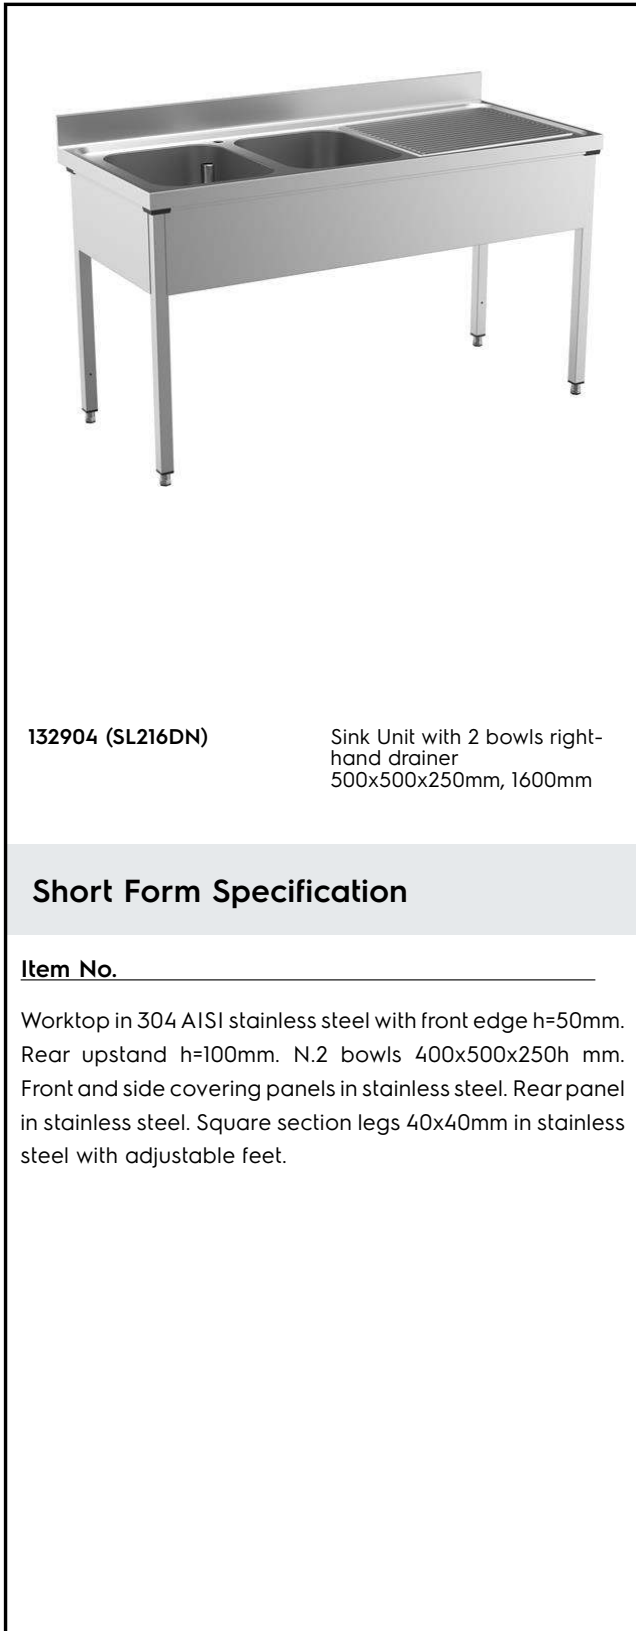 132904 (SL216DN)
Sink Unit with 2 bowls right-
hand drainer
500x500x250mm, 1600mm
Short Form Specification
Item No.
Worktop in 304 AISI stainless steel with front edge h=50mm.
Rear upstand h=100mm. N.2 bowls 400x500x250h mm.
Front and side covering panels in stainless steel. Rear panel
in stainless steel. Square section legs 40x40mm in stainless
steel with adjustable feet.